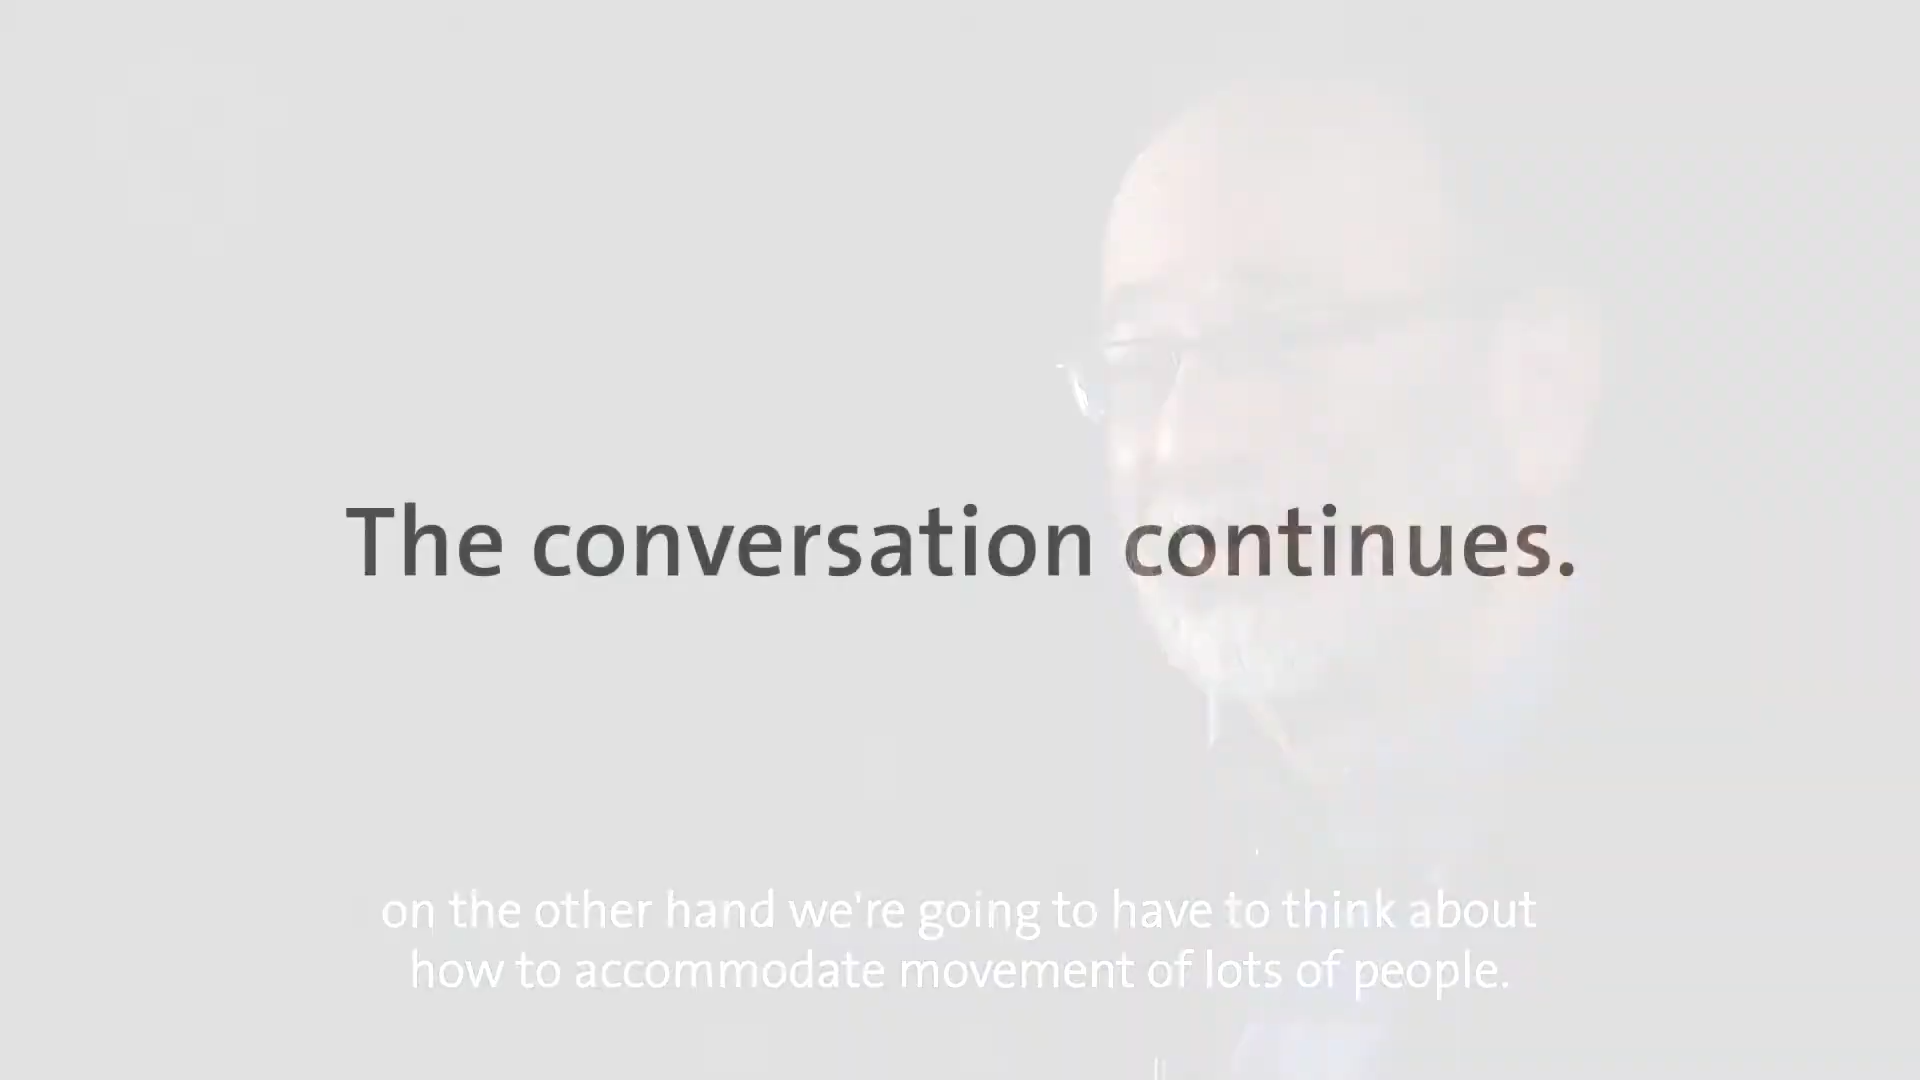 The conversation continues.
on the other hand we're going to have to think about
how to accommodate movement of lots of people.